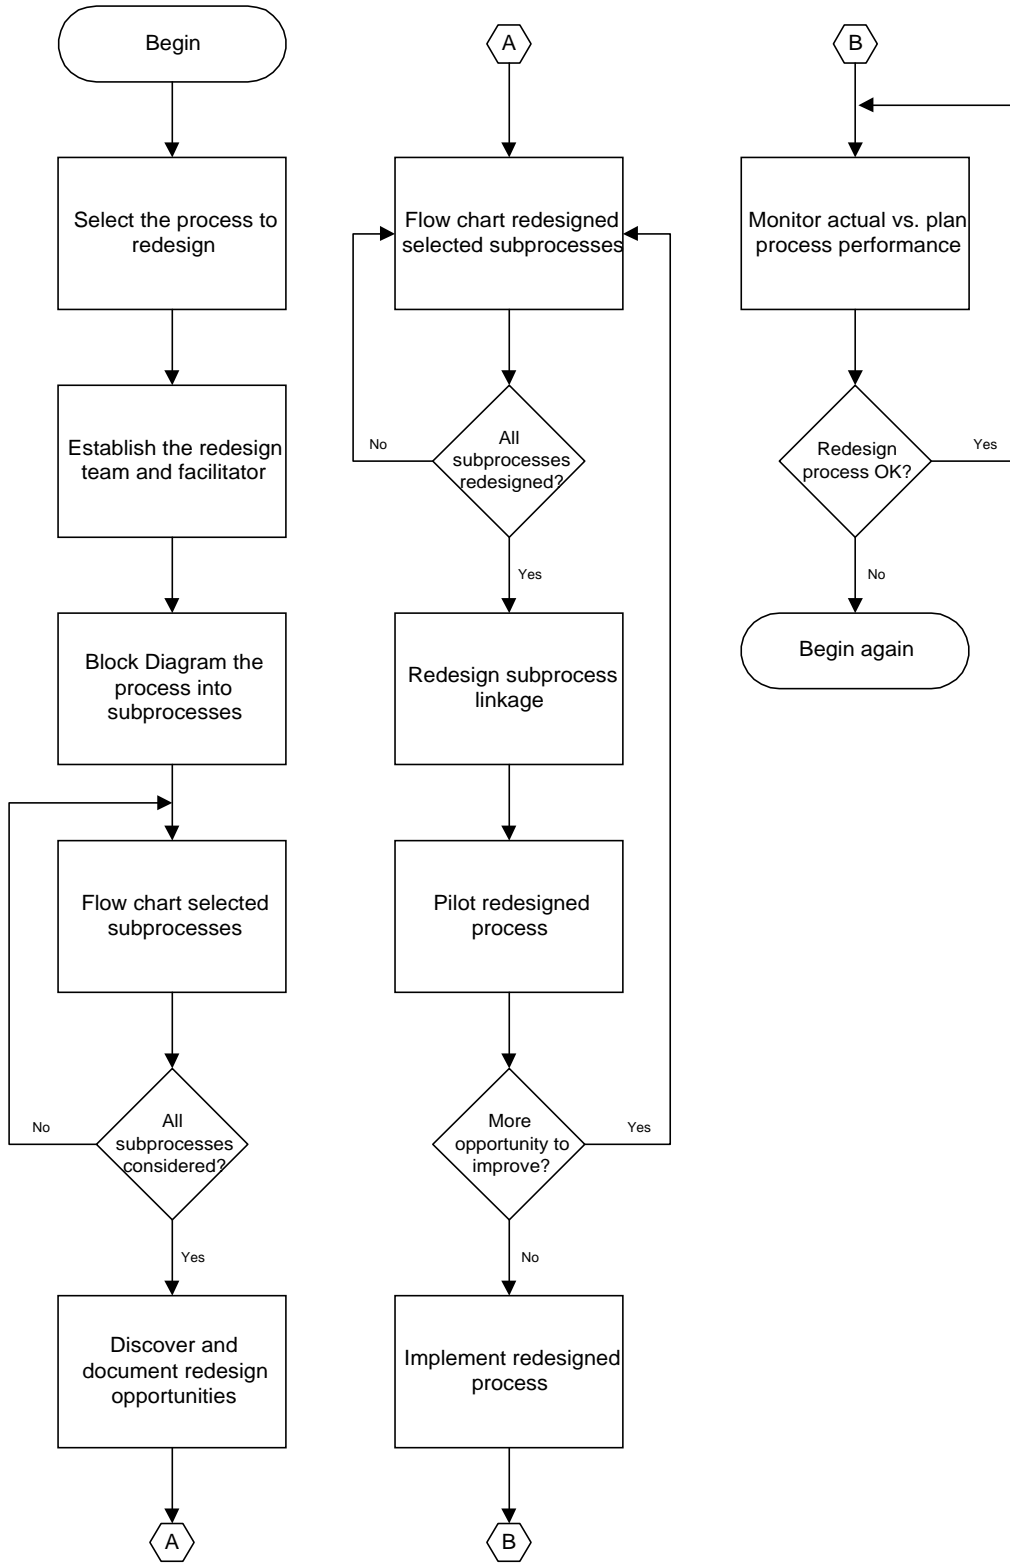 Begin
Select the process to
redesign
Establish the redesign
team and facilitator
Block Diagram the
process into
subprocesses
Flow chart selected
subprocesses
All
subprocesses
considered?
No
Yes
Discover and
document redesign
opportunities
A
A
Flow chart redesigned
selected subprocesses
All
subprocesses
redesigned?
No
Yes
Redesign subprocess
linkage
Pilot redesigned
process
More
opportunity to
improve?
Yes
No
Implement redesigned
process
B
B
Monitor actual vs. plan
process performance
Redesign
process OK?
Yes
No
Begin again